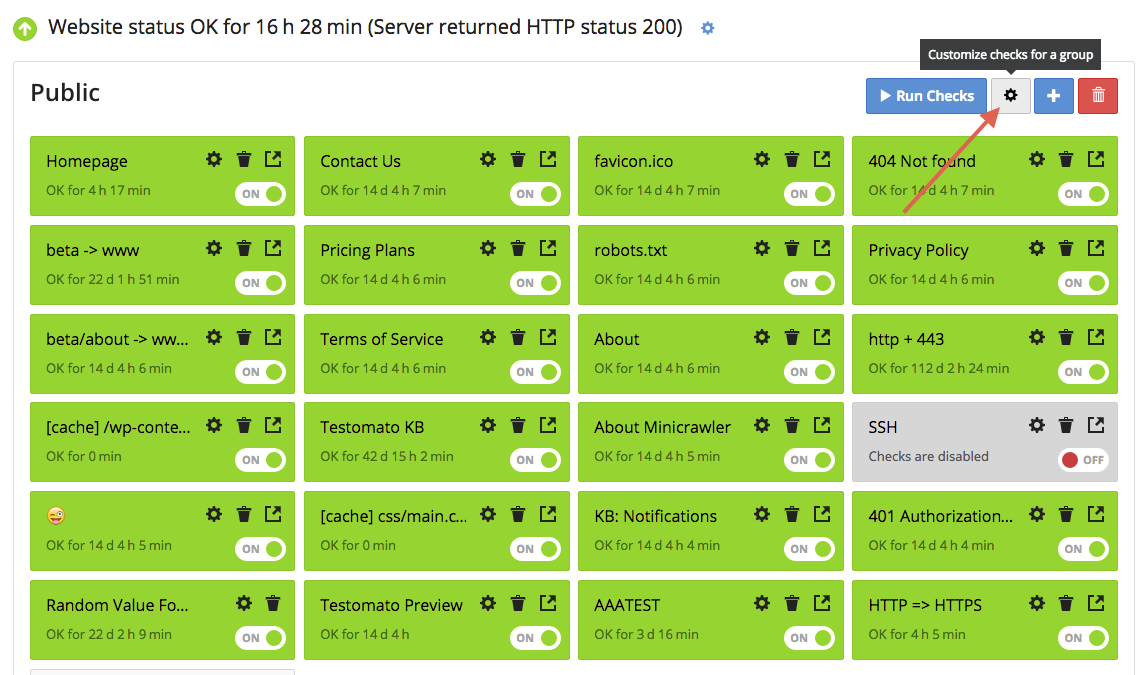 Website status OK for 16 h 28 min (Server returned HTTP status 200)
Customize checks for a group
Public
Run Checks
Homepage
OK for 4 h 17 min
ON
Contact Us
OK for 14 d 4 h 7 min
ON
favicon.ico
OK for 14 d 4 h 7 min
ON
404 Not found
OK for 14 d 4 h 7 min
ON
beta -> www
OK for 22 d 1 h 51 min
ON
Pricing Plans
OK for 14 d 4 h 6 min
ON
robots.txt
OK for 14 d 4 h 6 min
ON
Privacy Policy
OK for 14 d 4 h 6 min
ON
beta/about -> ww...
OK for 14 d 4 h 6 min
ON
Terms of Service
OK for 14 d 4 h 6 min
ON
About
OK for 14 d 4 h 6 min
ON
http + 443
OK for 112 d 2 h 24 min
ON
[cache] /wp-conte...
OK for 0 min
ON
Testomato KB
OK for 42 d 15 h 2 min
ON
About Minicrawler
OK for 14 d 4 h 5 min
ON
SSH
Checks are disabled
OFF
😜
OK for 14 d 4 h 5 min
ON
[cache] css/main.c...
OK for 0 min
ON
KB: Notifications
OK for 14 d 4 h 4 min
ON
401 Authorization...
OK for 14 d 4 h 4 min
ON
Random Value Fo...
OK for 22 d 2 h 9 min
ON
Testomato Preview
OK for 14 d 4 h
ON
AAATEST
OK for 3 d 16 min
ON
HTTP => HTTPS
OK for 4 h 5 min
ON